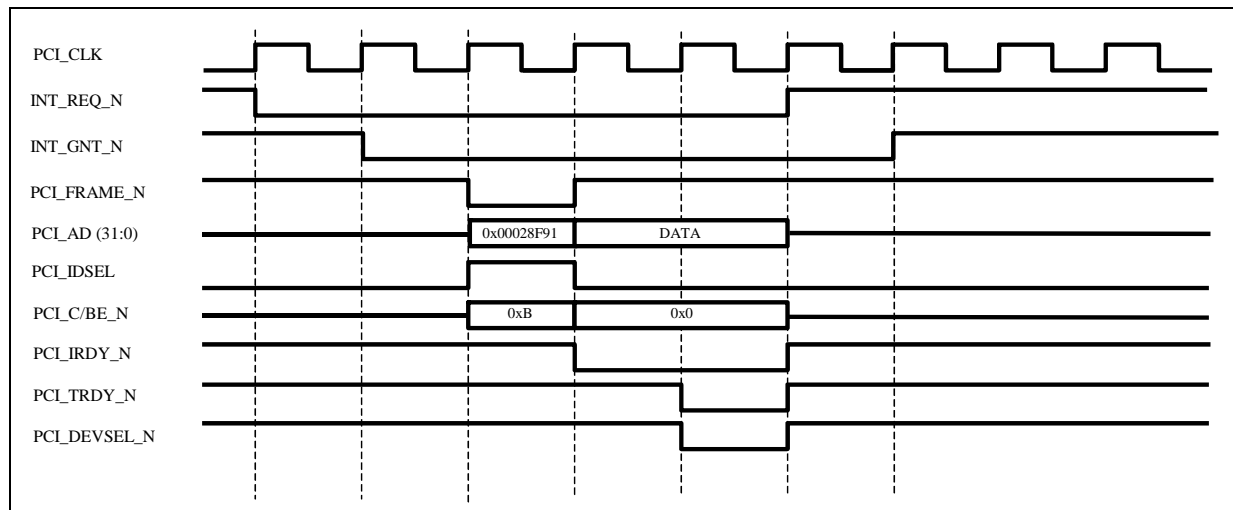 PCI_CLK
INT_REQ_N
INT_GNT_N
PCI_FRAME_N
PCI_AD (31:0) 0x00028F91 DATA
PCI_IDSEL
PCI_C/BE_N 0xB 0x0
PCI_IRDY_N
PCI_TRDY_N
PCI_DEVSEL_N